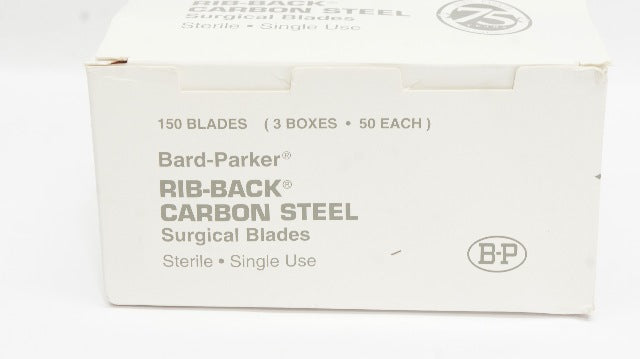 RIB-BACK®
CARBON STEEL
Surgical Blades
Sterile • Single Use
75
150 BLADES ( 3 BOXES • 50 EACH )
Bard-Parker®
RIB-BACK®
CARBON STEEL
Surgical Blades
Sterile • Single Use
B-P